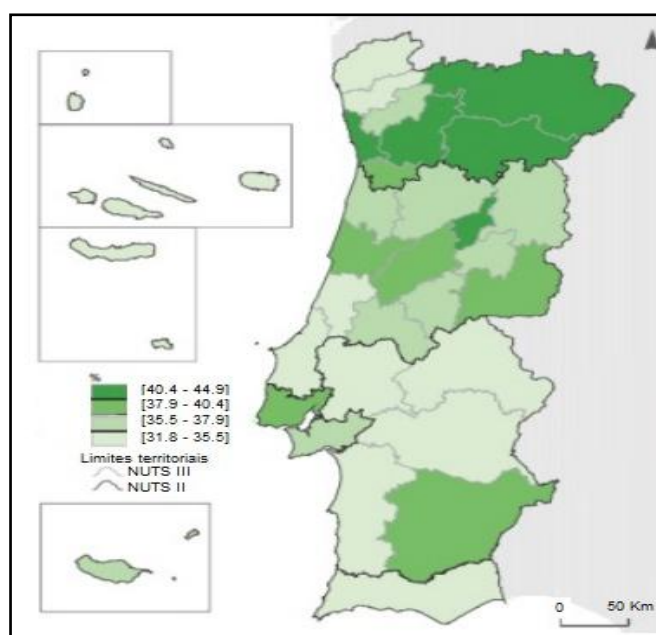 %
[40.4 - 44.9]
[37.9 - 40.4]
[35.5 - 37.9]
[31.8 - 35.5]
Limites territoriais
NUTS III
NUTS II
0 50 Km